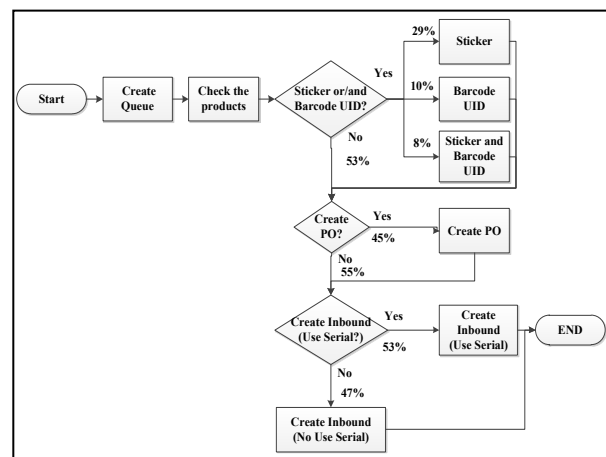 29%
Sticker
Yes
Start
Create
Queue
Check the
products
Sticker or/and
Barcode UID?
10%
Barcode
UID
No
53%
8%
Sticker and
Barcode
UID
Create
PO?
Yes
45%
Create PO
No
55%
Create Inbound
(Use Serial?)
Yes
53%
Create
Inbound
(Use Serial)
END
No
47%
Create Inbound
(No Use Serial)